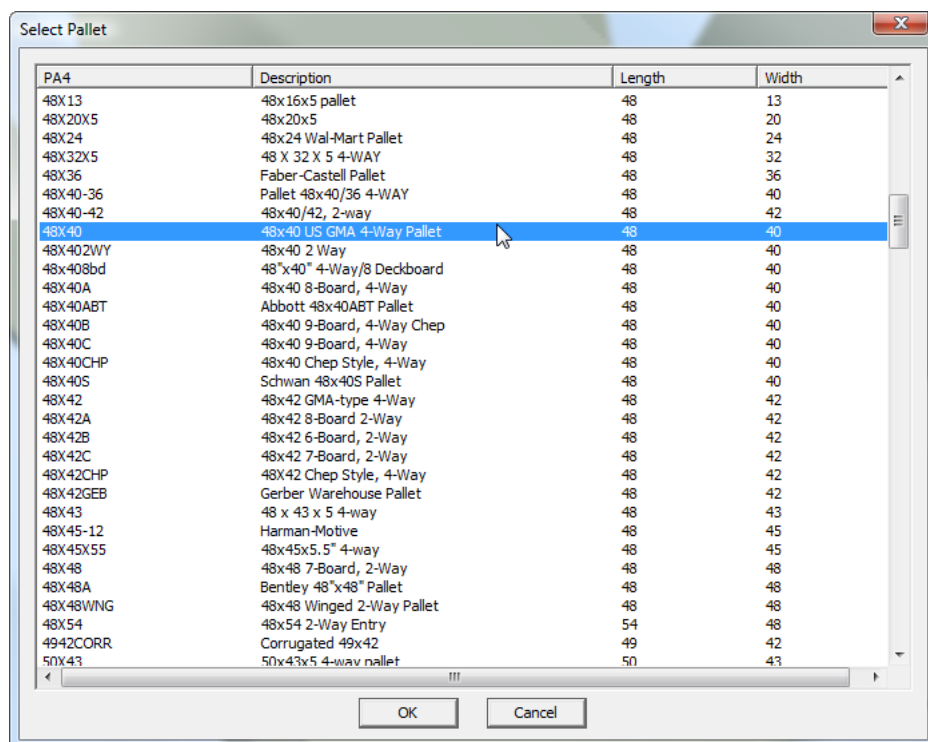 Select Pallet
PA4 Description Length Width
48X13 48x16x5 pallet 48 13
48X20X5 48x20x5 48 20
48X24 48x24 Wal-Mart Pallet 48 24
48X32X5 48 X 32 X 5 4-WAY 48 32
48X36 Faber-Castell Pallet 48 36
48X40-36 Pallet 48x40/36 4-WAY 48 40
48X40-42 48x40/42, 2-way 48 42
48X40 48x40 US GMA 4-Way Pallet 48 40
48X402WY 48x40 2 Way 48 40
48x408bd 48"x40" 4-Way/8 Deckboard 48 40
48X40A 48x40 8-Board, 4-Way 48 40
48X40ABT Abbott 48x40ABT Pallet 48 40
48X40B 48x40 9-Board, 4-Way Chep 48 40
48X40C 48x40 9-Board, 4-Way 48 40
48X40CHP 48x40 Chep Style, 4-Way 48 40
48X40S Schwan 48x40S Pallet 48 40
48X42 48x42 GMA-type 4-Way 48 42
48X42A 48x42 8-Board 2-Way 48 42
48X42B 48x42 6-Board, 2-Way 48 42
48X42C 48x42 7-Board, 2-Way 48 42
48X42CHP 48X42 Chep Style, 4-Way 48 42
48X42GEB Gerber Warehouse Pallet 48 42
48X43 48 x 43 x 5 4-way 48 43
48X45-12 Harman-Motive 48 45
48X45X55 48x45x5.5" 4-way 48 45
48X48 48x48 7-Board, 2-Way 48 48
48X48A Bentley 48"x48" Pallet 48 48
48X48WNG 48x48 Winged 2-Way Pallet 48 48
48X54 48x54 2-Way Entry 54 48
4942CORR Corrugated 49x42 49 42
50X43 50x43x5 4-way pallet 50 43
OK Cancel